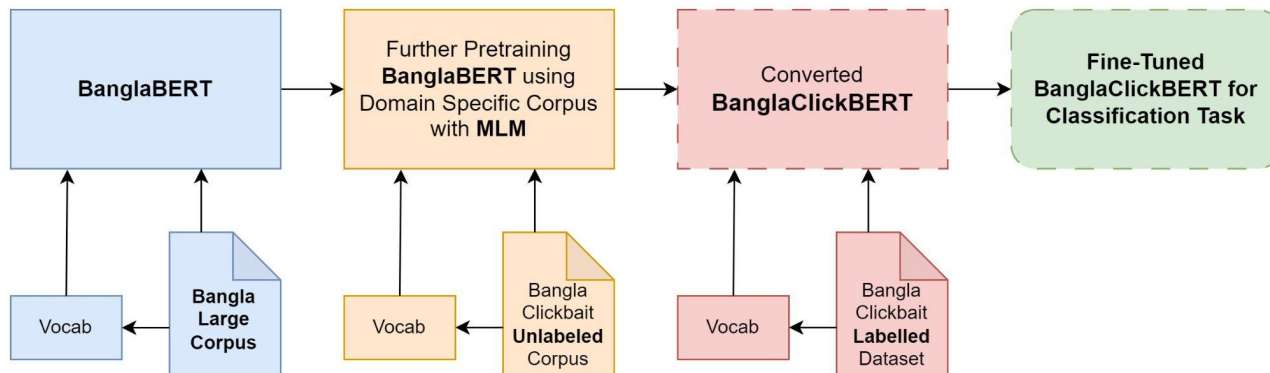 BanglaBERT
Further Pretraining
BanglaBERT using
Domain Specific Corpus
with MLM
Converted
BanglaClickBERT
Fine-Tuned
BanglaClickBERT for
Classification Task
Vocab
Bangla
Large
Corpus
Vocab
Bangla
Clickbait
Unlabeled
Corpus
Vocab
Bangla
Clickbait
Labelled
Dataset